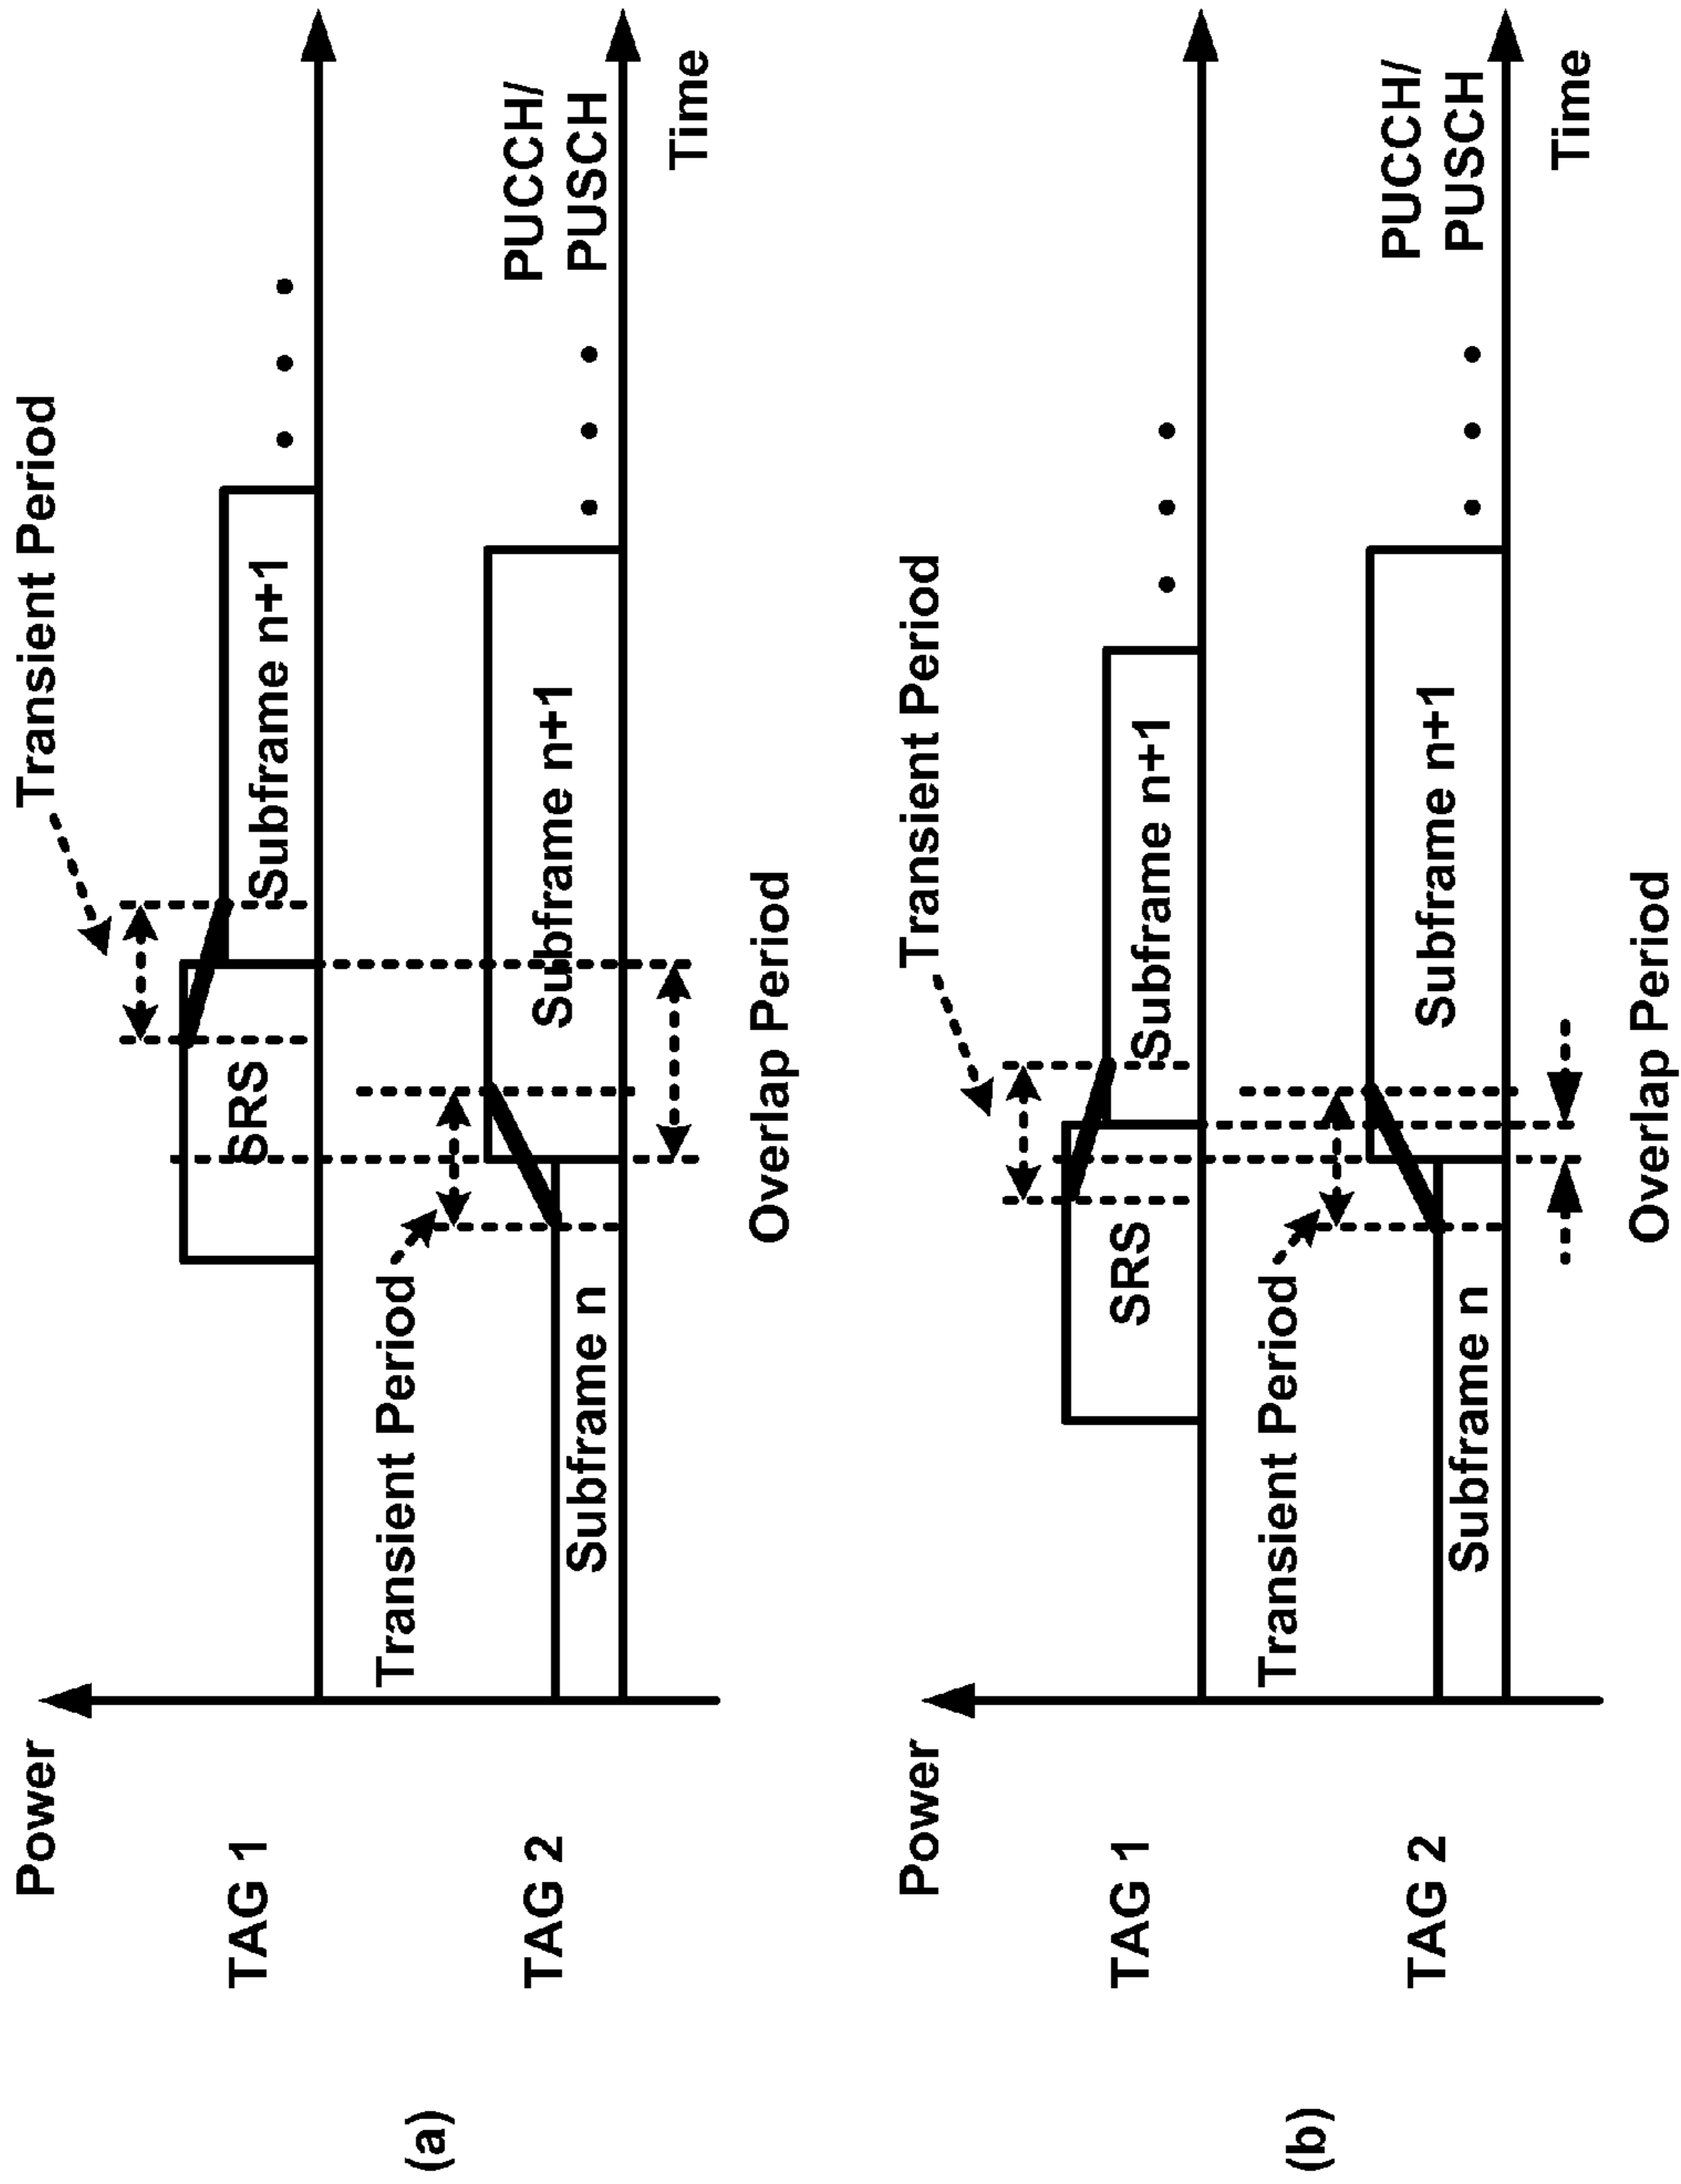 (a)
Power
TAG 1
Transient Period
SRS
Subframe n+1
TAG 2
Transient Period
Subframe n
Subframe n+1
PUCCH/
PUSCH
Time
Overlap Period
(b)
Power
TAG 1
Transient Period
SRS
Subframe n+1
TAG 2
Transient Period
Subframe n
Subframe n+1
PUCCH/
PUSCH
Time
Overlap Period